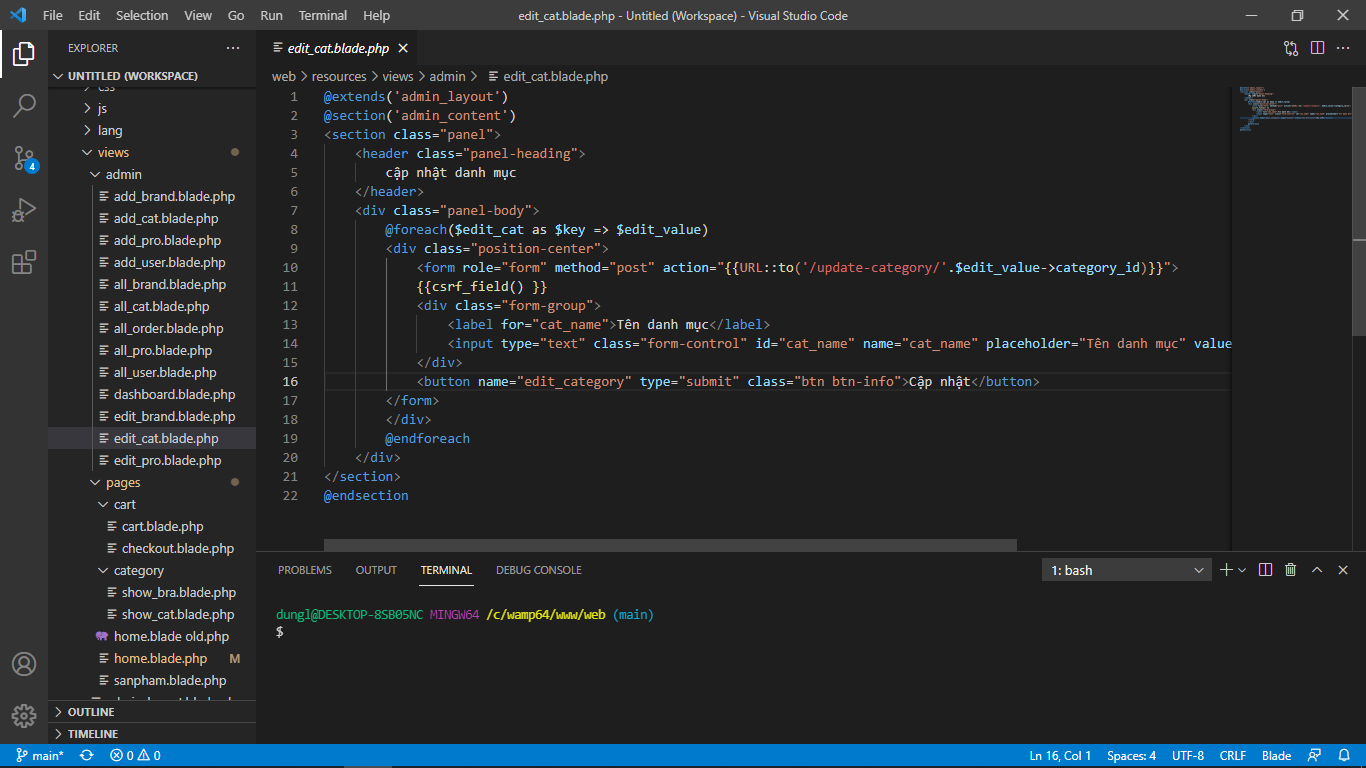 File Edit Selection View Go Run Terminal Help
edit_cat.blade.php - Untitled (Workspace) - Visual Studio Code
EXPLORER
UNTITLED (WORKSPACE)
css
js
lang
views
admin
add_brand.blade.php
add_cat.blade.php
add_pro.blade.php
add_user.blade.php
all_brand.blade.php
all_cat.blade.php
all_order.blade.php
all_pro.blade.php
all_user.blade.php
dashboard.blade.php
edit_brand.blade.php
edit_cat.blade.php
edit_pro.blade.php
pages
cart
cart.blade.php
checkout.blade.php
category
show_bra.blade.php
show_cat.blade.php
home.blade old.php
home.blade.php M
sanpham.blade.php
OUTLINE
TIMELINE
4
edit_cat.blade.php
web > resources > views > admin > edit_cat.blade.php
1 @extends('admin_layout')
2 @section('admin_content')
3 <section class="panel">
4 <header class="panel-heading">
5 cập nhật danh mục
6 </header>
7 <div class="panel-body">
8 @foreach($edit_cat as $key => $edit_value)
9 <div class="position-center">
10 <form role="form" method="post" action="{{URL::to('/update-category/'.$edit_value->category_id)}}">
11 {{csrf_field() }}
12 <div class="form-group">
13 <label for="cat_name">Tên danh mục</label>
14 <input type="text" class="form-control" id="cat_name" name="cat_name" placeholder="Tên danh mục" value
15 </div>
16 <button name="edit_category" type="submit" class="btn btn-info">Cập nhật</button>
17 </form>
18 </div>
19 @endforeach
20 </div>
21 </section>
22 @endsection
PROBLEMS OUTPUT TERMINAL DEBUG CONSOLE
1: bash
dungl@DESKTOP-8SB05NC MINGW64 /c/wamp64/www/web (main)
$
main* 0 0
Ln 16, Col 1 Spaces: 4 UTF-8 CRLF Blade